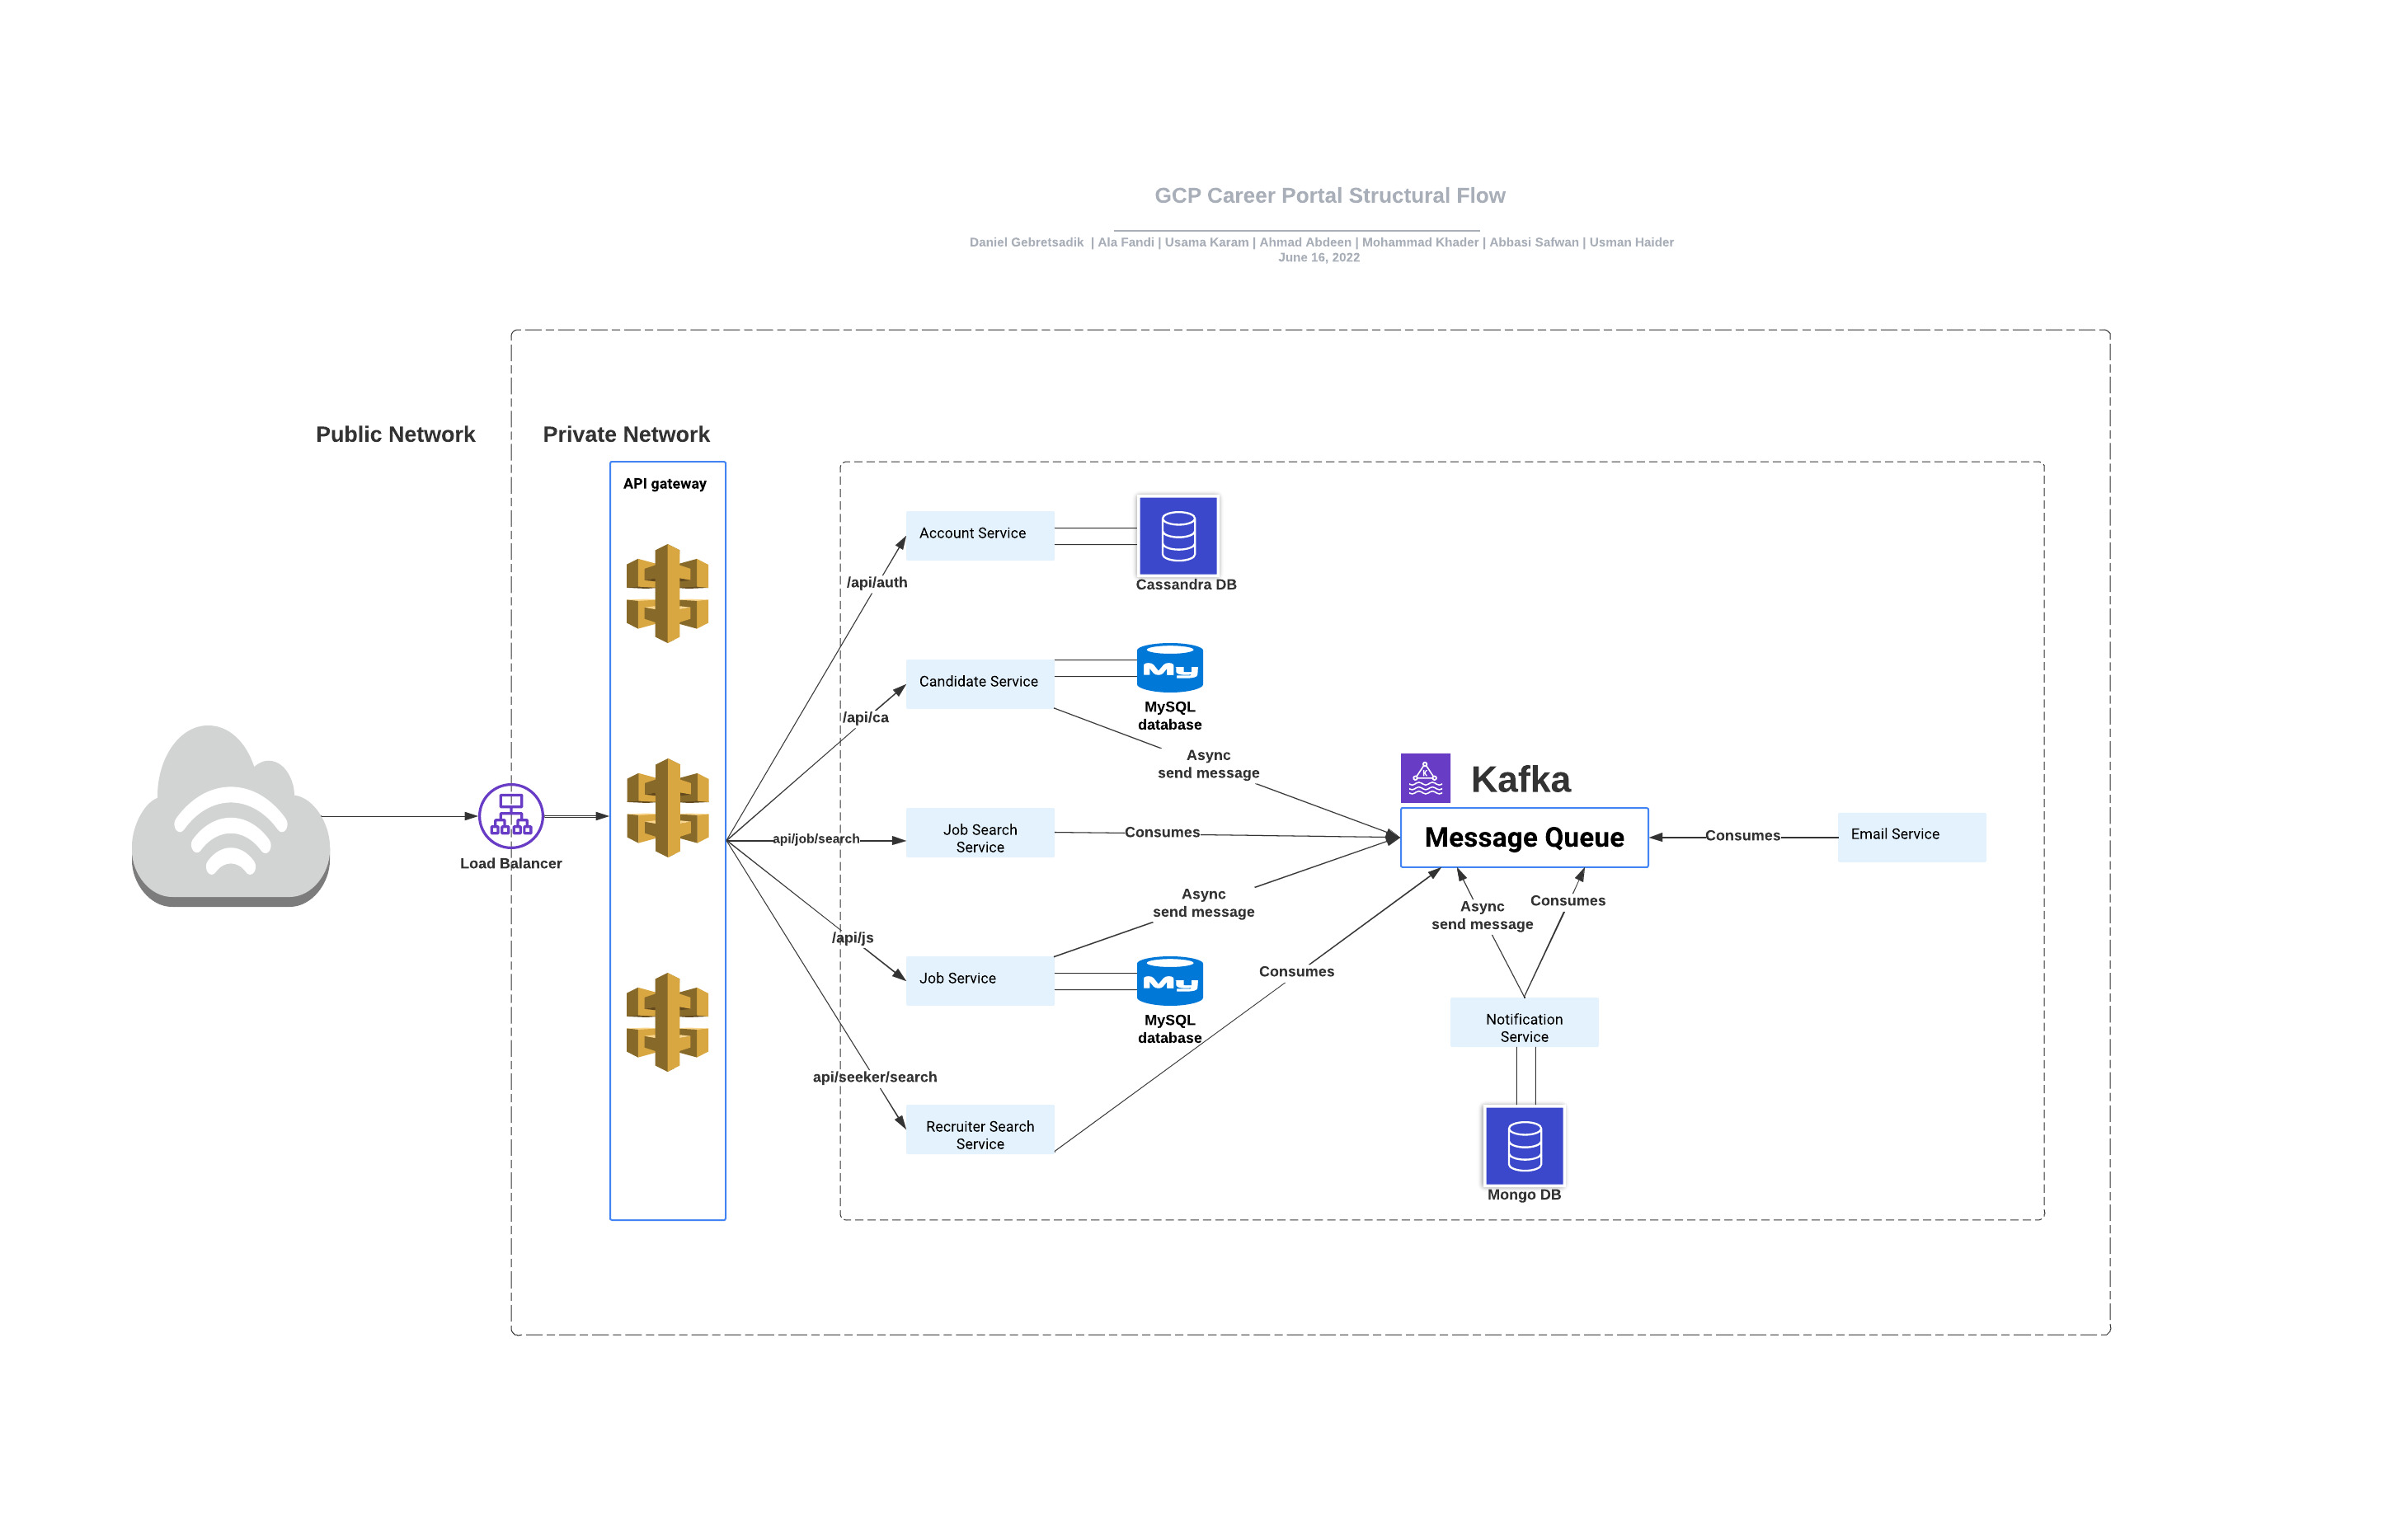 GCP Career Portal Structural Flow
Daniel Gebretsadik | Ala Fandi | Usama Karam | Ahmad Abdeen | Mohammad Khader | Abbasi Safwan | Usman Haider
June 16, 2022
Public Network
Private Network
API gateway
Load Balancer
/api/auth
/api/ca
api/job/search
/api/js
api/seeker/search
Account Service
Cassandra DB
Candidate Service
My
MySQL
database
Async
send message
Job Search
Service
Consumes
Job Service
Async
send message
My
MySQL
database
Recruiter Search
Service
Consumes
K
Kafka
Message Queue
Consumes
Email Service
Async
send message
Consumes
Notification
Service
Mongo DB